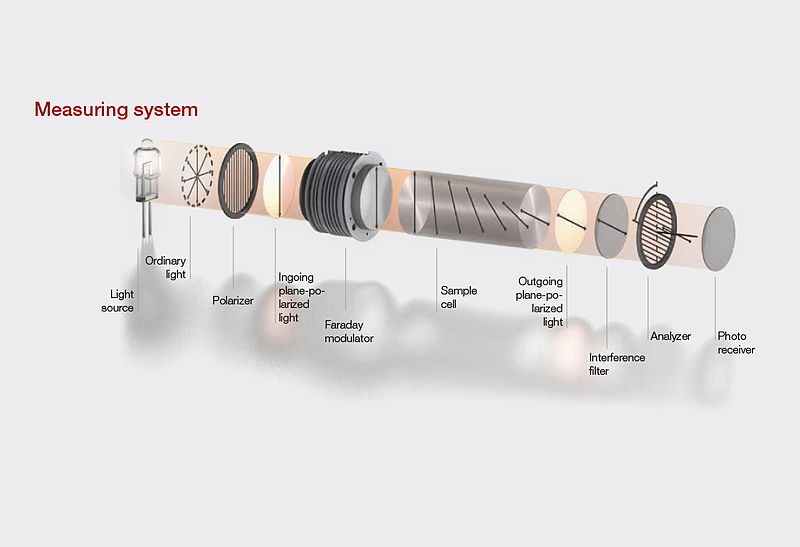 Measuring system
Ordinary
light
Light
source
Polarizer
Ingoing
plane-po-
larized
light
Faraday
modulator
Sample
cell
Outgoing
plane-po-
larized
light
Interference
filter
Analyzer
Photo
receiver